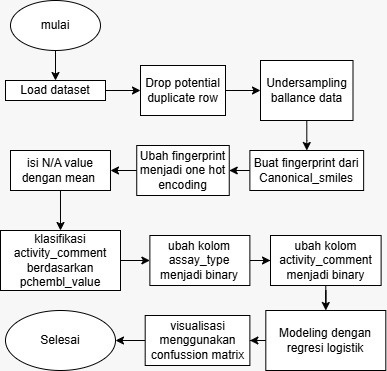 mulai
Load dataset
Drop potential
duplicate row
Undersampling
ballance data
Buat fingerprint dari
Canonical_smiles
Ubah fingerprint
menjadi one hot
encoding
isi N/A value
dengan mean
klasifikasi
activity_comment
berdasarkan
pchembl_value
ubah kolom
assay_type
menjadi binary
ubah kolom
activity_comment
menjadi binary
Modeling dengan
regresi logistik
visualisasi
menggunakan
confussion matrix
Selesai